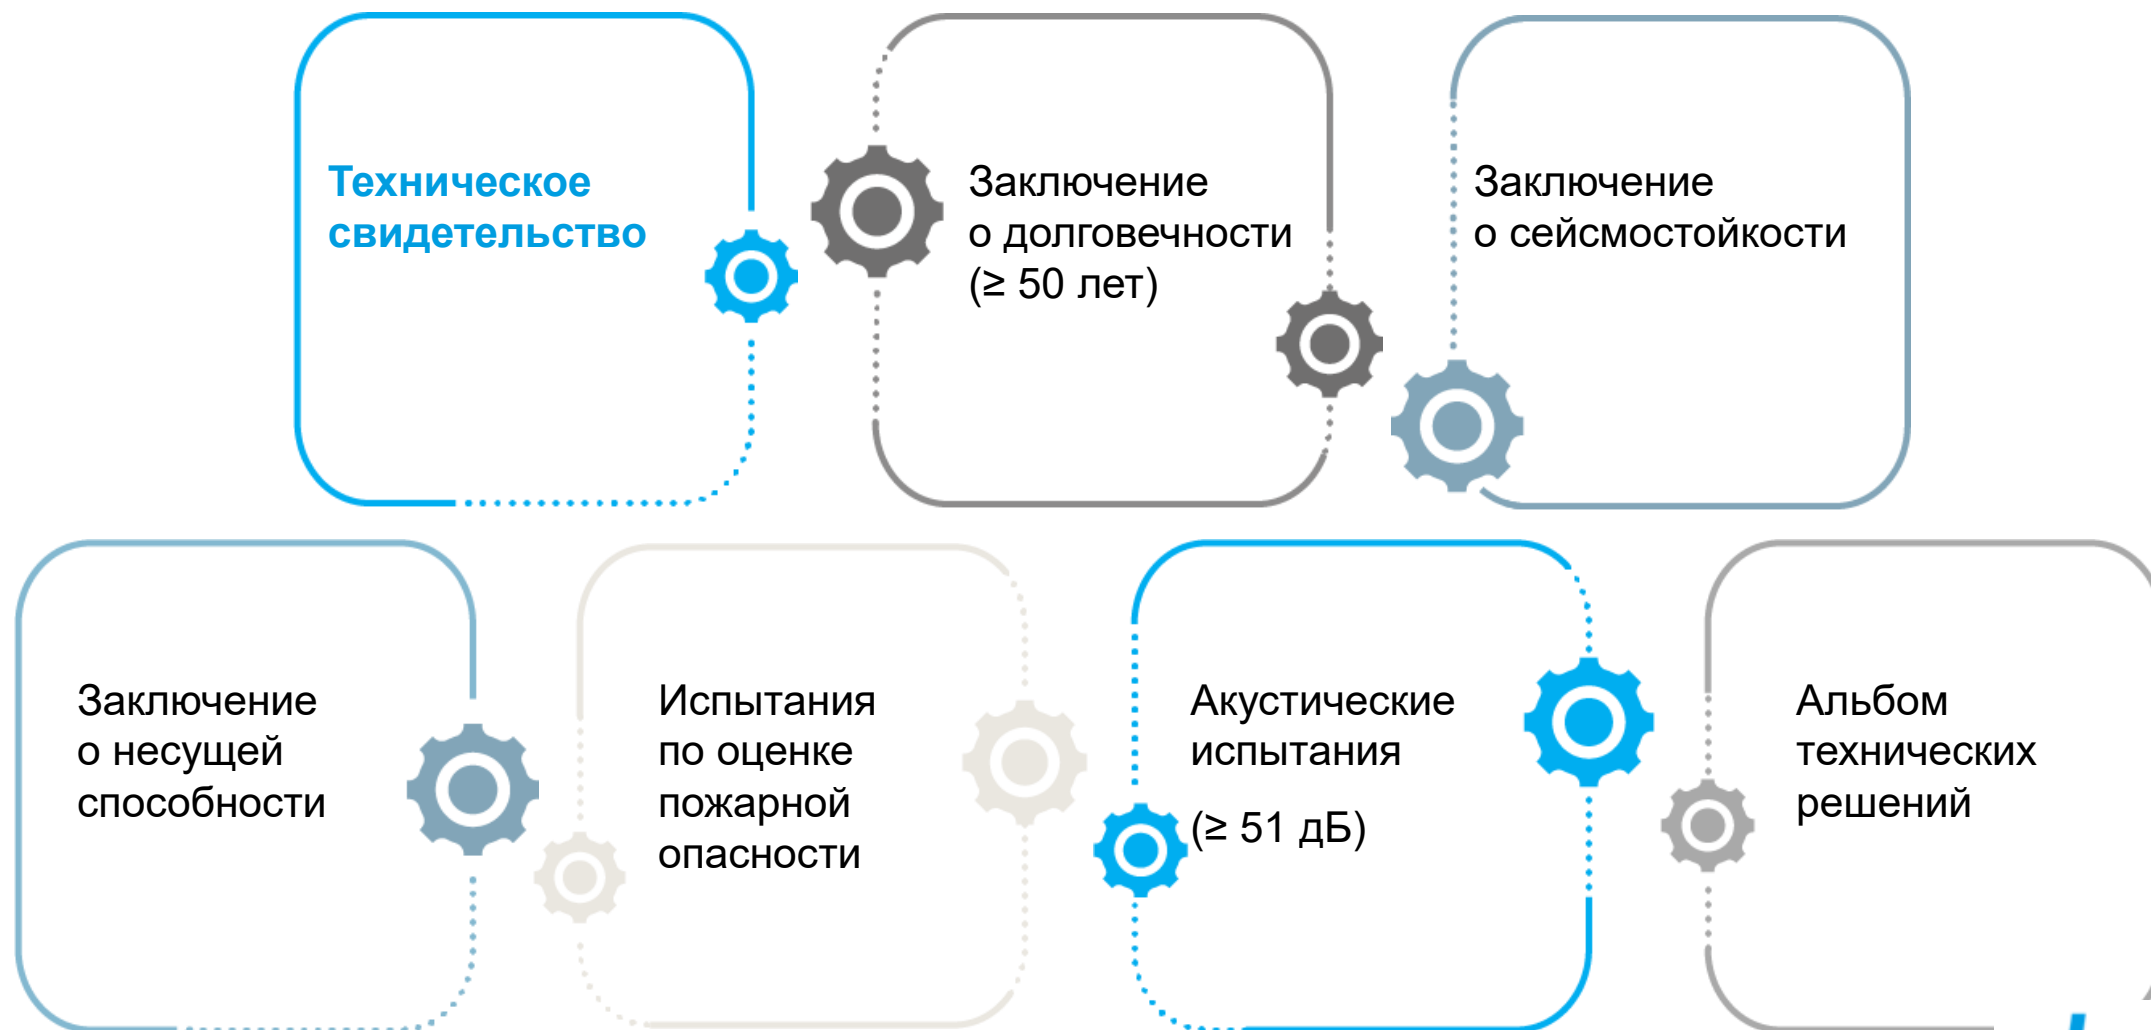 Техническое
свидетельство
Заключение
о долговечности
(≥ 50 лет)
Заключение
о сейсмостойкости
Заключение
о несущей
способности
Испытания
по оценке
пожарной
опасности
Акустические
испытания
(≥ 51 дБ)
Альбом
технических
решений